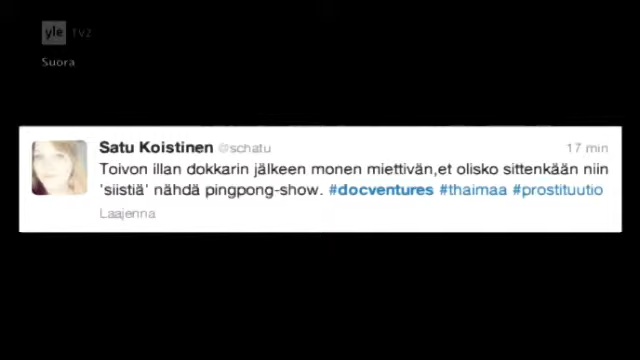 yle TV2
Suora
Satu Koistinen @schatu 17 min
Toivon illan dokkarin jälkeen monen miettivän,et olisko sittenkään niin
'siistiä' nähdä pingpong-show. #docventures #thaimaa #prostituutio
Laajenna